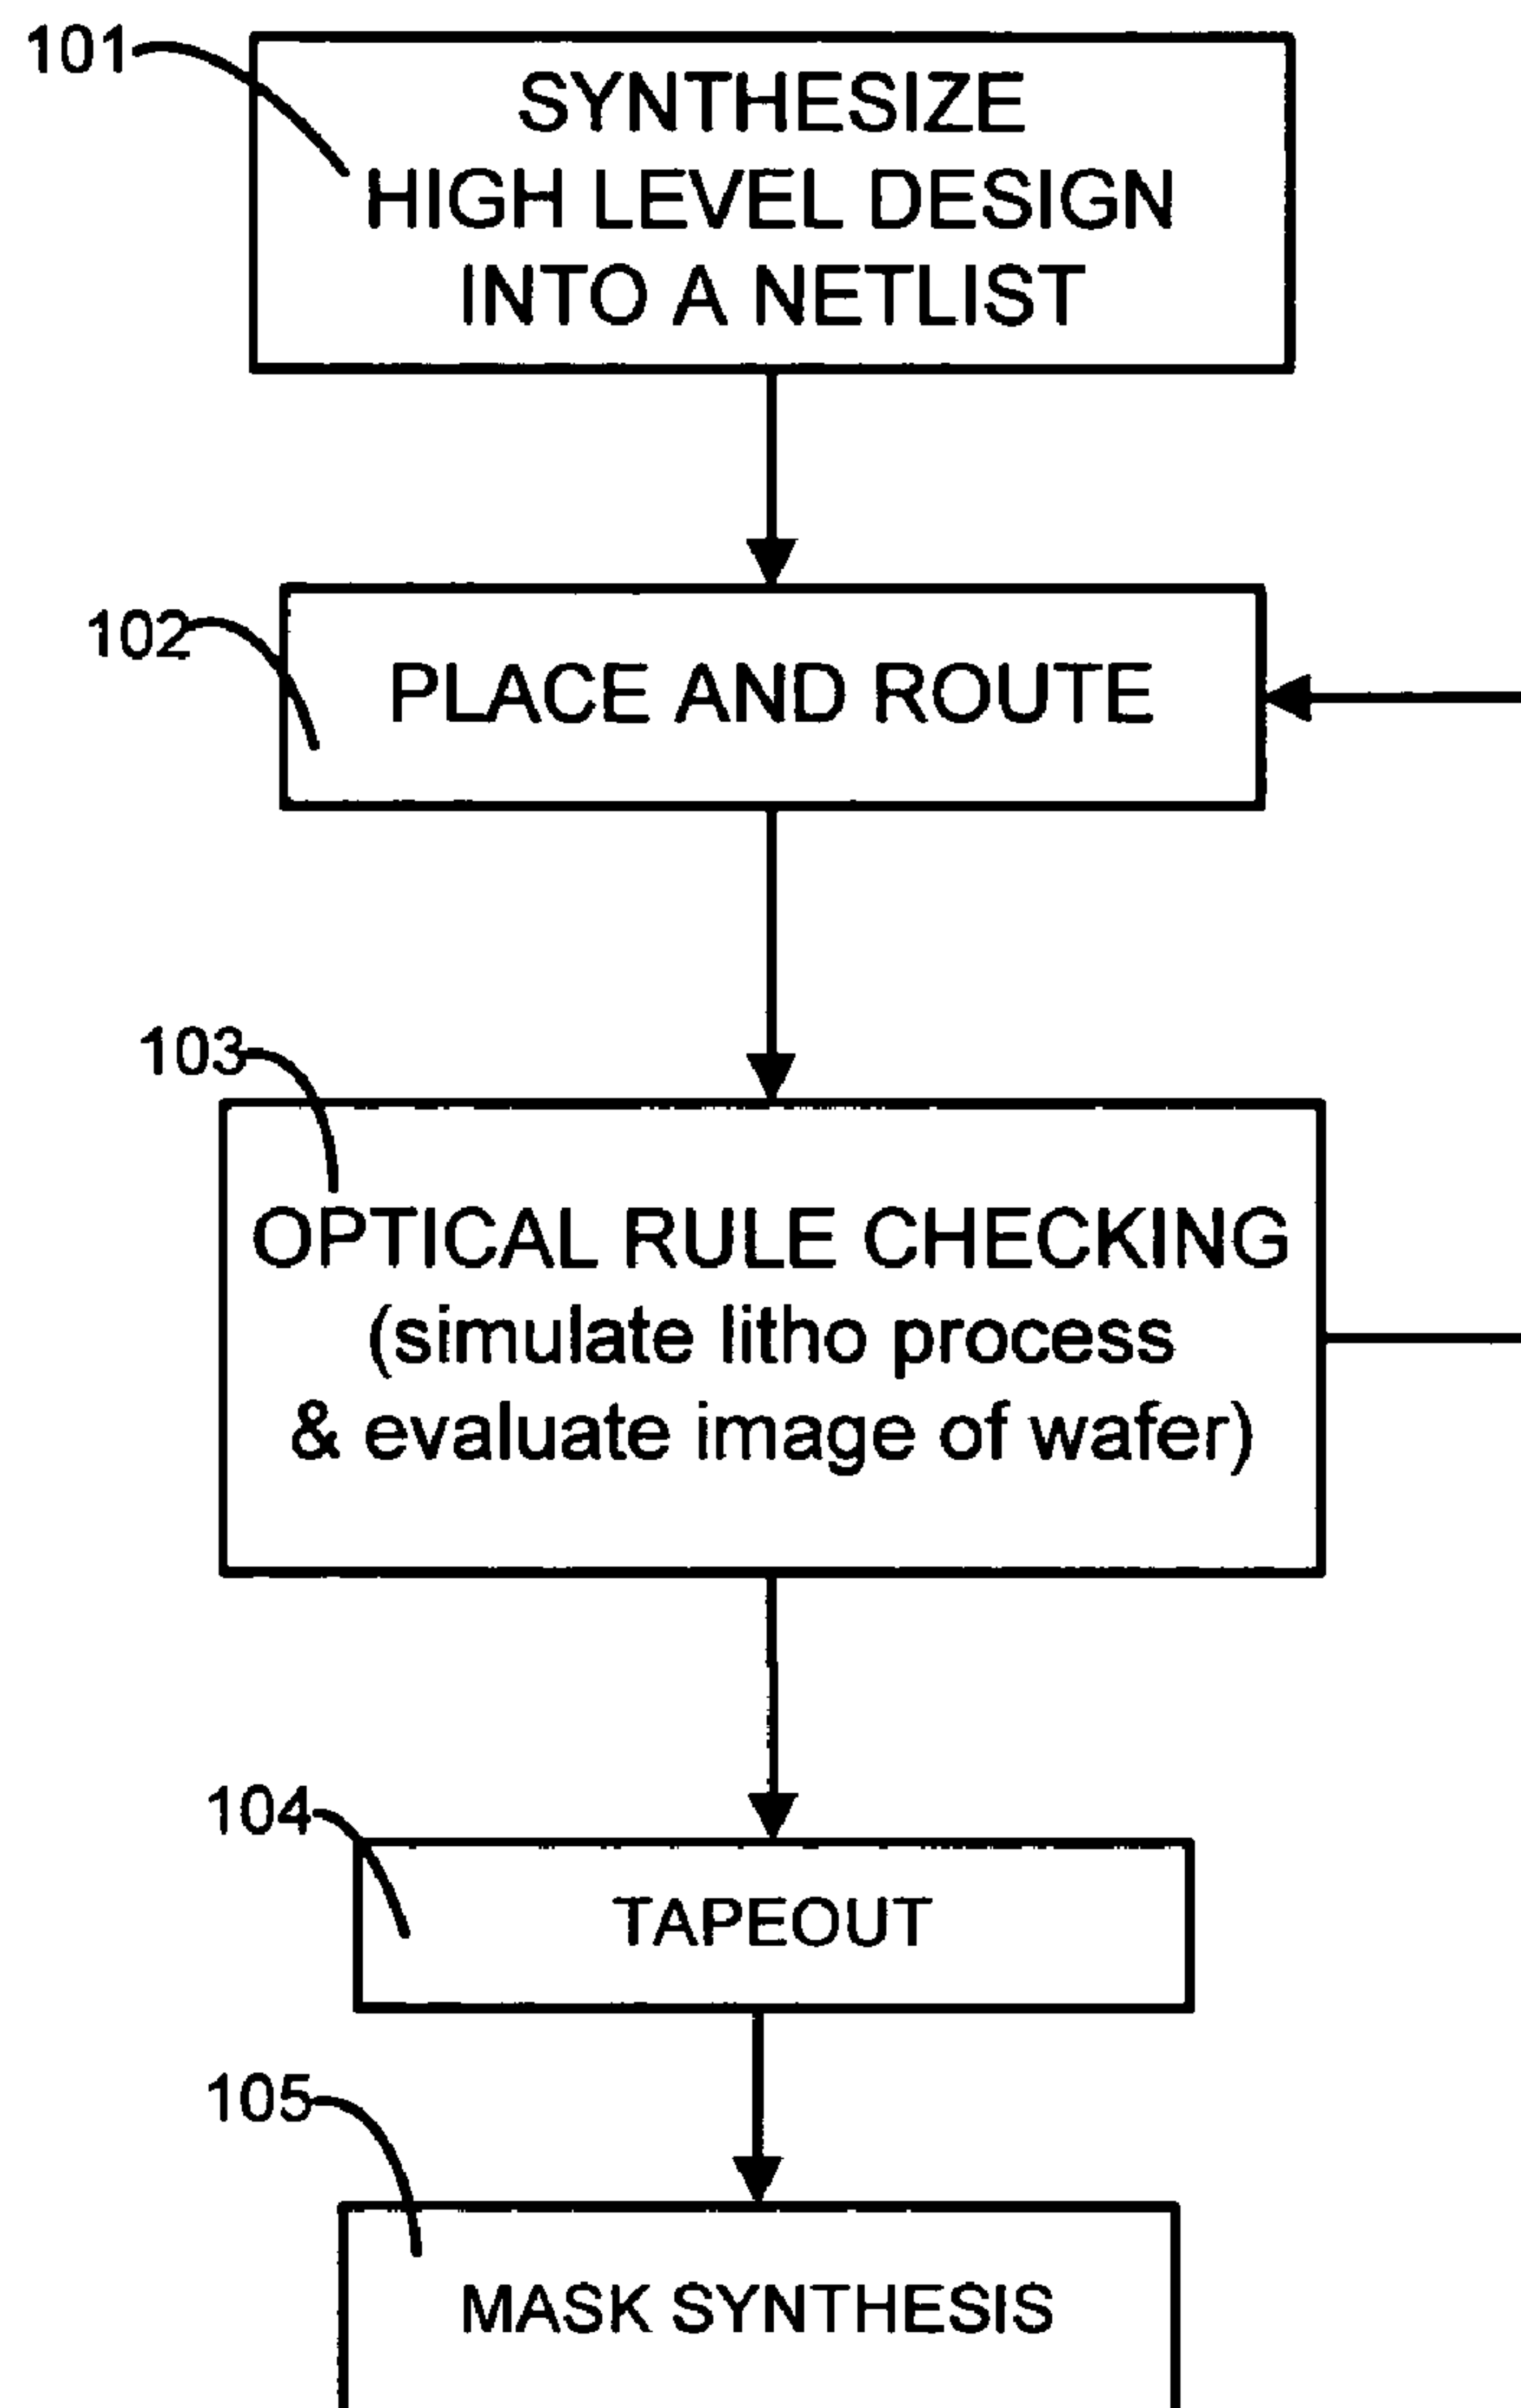 101
SYNTHESIZE
HIGH LEVEL DESIGN
INTO A NETLIST
102
PLACE AND ROUTE
103
OPTICAL RULE CHECKING
(simulate litho process
& evaluate image of wafer)
104
TAPEOUT
105
MASK SYNTHESIS